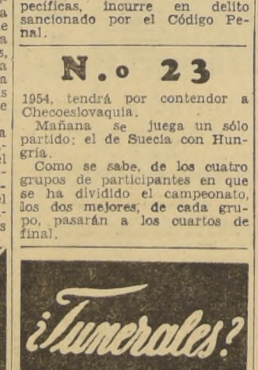 pecíficas, incurre en delito
sancionado por el Código Pe-
nal.
N.o 23
1954, tendrá por contendor a
Checoeslovaquia.
Mañana se juega un sólo
partido; el de Suecia con Hun-
gría.
Como se sabe, de los cuatro
grupos de participantes en que
se ha dividido el campeonato,
los dos mejores, de cada gru-
po, pasarán a los cuartos de
final.
¿Funerales?